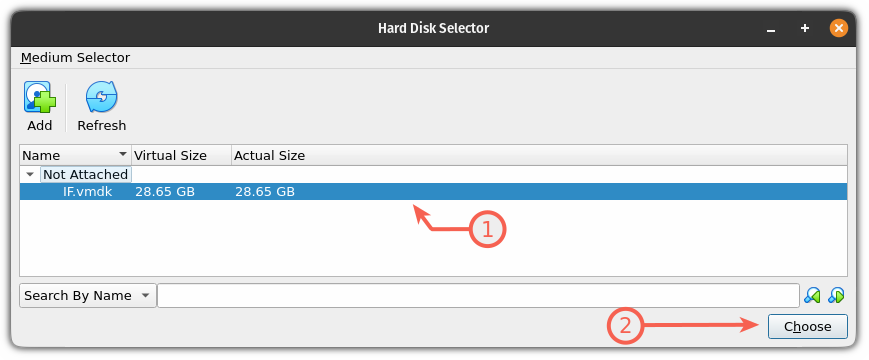 Hard Disk Selector
Medium Selector
Add Refresh
Name Virtual Size Actual Size
Not Attached
IF.vmdk 28.65 GB 28.65 GB
1
Search By Name
2 Choose